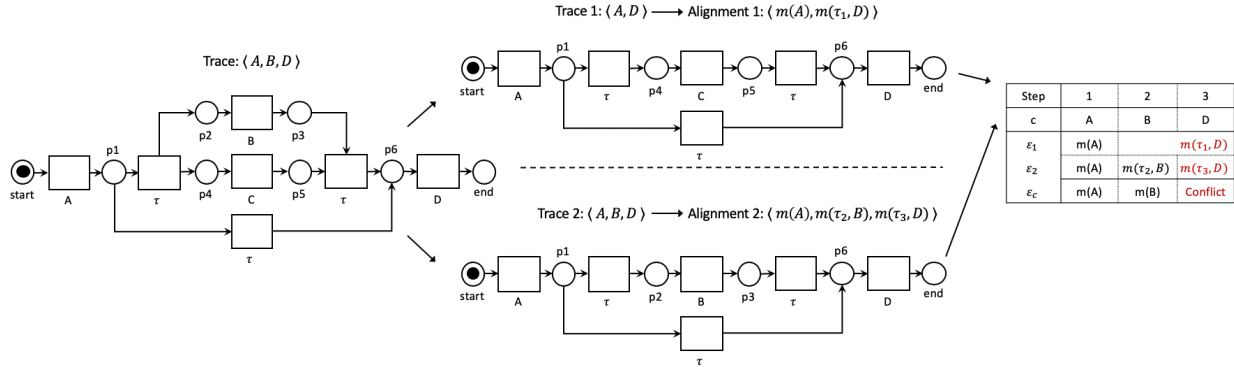 Trace: ⟨ A, B, D ⟩
p2
B
p3
p1
p6
start
A
τ
p4
C
p5
τ
D
end
τ
Trace 1: ⟨ A, D ⟩ Alignment 1: ⟨ m(A), m(τ₁, D) ⟩
p1
p6
start
A
τ
p4
C
p5
τ
D
end
τ
Trace 2: ⟨ A, B, D ⟩ Alignment 2: ⟨ m(A), m(τ₂, B), m(τ₃, D) ⟩
p1
p6
start
A
τ
p2
B
p3
τ
D
end
τ
Step 1 2 3
c A B D
ε₁ m(A) m(τ₁, D)
ε₂ m(A) m(τ₂, B) m(τ₃, D)
ε_c m(A) m(B) Conflict